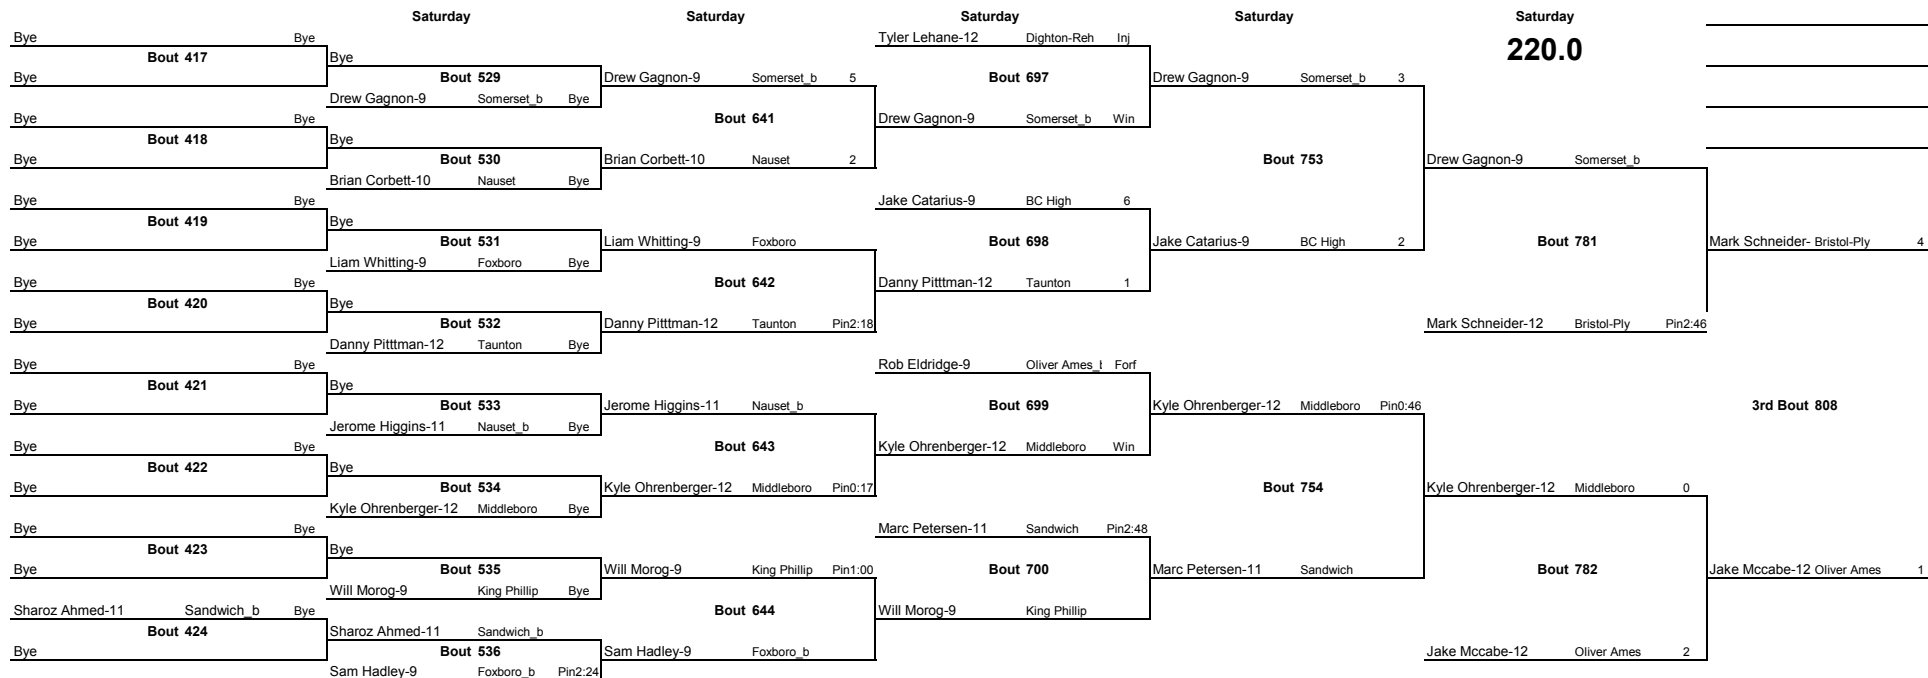 Saturday Saturday Saturday Saturday Saturday
Bye Bye Tyler Lehane-12 Dighton-Reh Inj 220.0
Bout 417 Bye
Bye Bout 529 Drew Gagnon-9 Somerset_b 5 Bout 697 Drew Gagnon-9 Somerset_b 3
Drew Gagnon-9 Somerset_b Bye
Bye Bye Bout 641 Drew Gagnon-9 Somerset_b Win
Bout 418 Bye
Bye Bout 530 Brian Corbett-10 Nauset 2 Bout 753 Drew Gagnon-9 Somerset_b
Brian Corbett-10 Nauset Bye
Bye Bye Jake Catarius-9 BC High 6
Bout 419 Bye
Bye Bout 531 Liam Whitting-9 Foxboro Bout 698 Jake Catarius-9 BC High 2 Bout 781 Mark Schneider- Bristol-Ply 4
Liam Whitting-9 Foxboro Bye
Bye Bye Bout 642 Danny Pitttman-12 Taunton 1
Bout 420 Bye
Bye Bout 532 Danny Pitttman-12 Taunton Pin2:18 Mark Schneider-12 Bristol-Ply Pin2:46
Danny Pitttman-12 Taunton Bye
Bye Bye Rob Eldridge-9 Oliver Ames_b Forf
Bout 421 Bye
Bye Bout 533 Jerome Higgins-11 Nauset_b Bout 699 Kyle Ohrenberger-12 Middleboro Pin0:46 3rd Bout 808
Jerome Higgins-11 Nauset_b Bye
Bye Bye Bout 643 Kyle Ohrenberger-12 Middleboro Win
Bout 422 Bye
Bye Bout 534 Kyle Ohrenberger-12 Middleboro Pin0:17 Bout 754 Kyle Ohrenberger-12 Middleboro 0
Kyle Ohrenberger-12 Middleboro Bye
Bye Bye Marc Petersen-11 Sandwich Pin2:48
Bout 423 Bye
Bye Bout 535 Will Morog-9 King Phillip Pin1:00 Bout 700 Marc Petersen-11 Sandwich Bout 782 Jake Mccabe-12 Oliver Ames 1
Will Morog-9 King Phillip Bye
Sharoz Ahmed-11 Sandwich_b Bye Bout 644 Will Morog-9 King Phillip
Bout 424 Sharoz Ahmed-11 Sandwich_b
Bye Bout 536 Sam Hadley-9 Foxboro_b Jake Mccabe-12 Oliver Ames 2
Sam Hadley-9 Foxboro_b Pin2:24